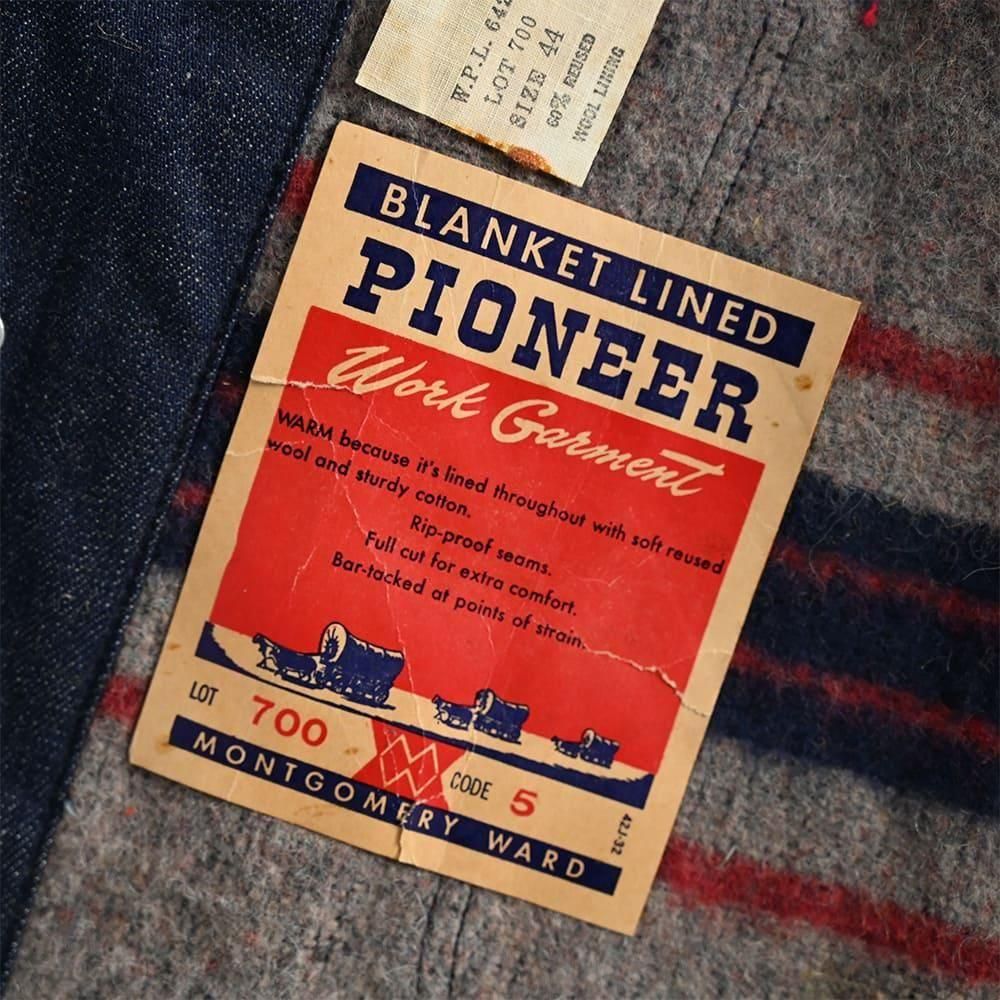 W.P.L. 642
LOT 700
SIZE 44
60% REUSED
WOOL LINING
BLANKET LINED
PIONEER
Work Garment
WARM because it's lined throughout with soft reused
wool and sturdy cotton.
Rip-proof seams.
Full cut for extra comfort.
Bar-tacked at points of strain.
LOT 700
CODE 5
MONTGOMERY WARD
42J-32